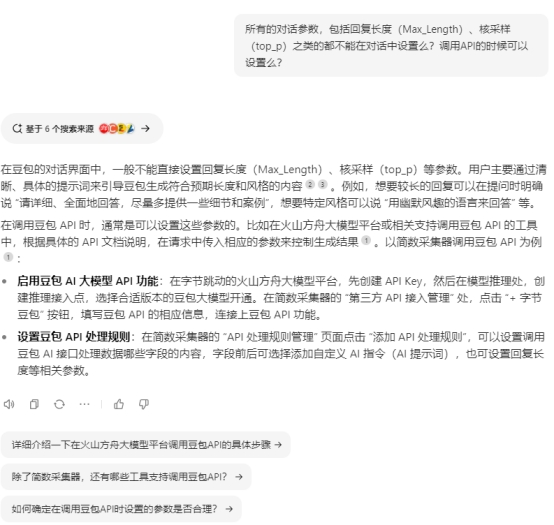 所有的对话参数，包括回复长度（Max_Length）、核采样
（top_p）之类的都不能在对话中设置么？调用API的时候可以
设置么？
基于 6 个搜索来源
在豆包的对话界面中，一般不能直接设置回复长度（Max_Length）、核采样（top_p）等参数。用户主要通过清
晰、具体的提示词来引导豆包生成符合预期长度和风格的内容 2 3 。例如，想要较长的回复可以在提问时明确
说 “请详细、全面地回答，尽量多提供一些细节和案例”，想要特定风格可以说 “用幽默风趣的语言来回答” 等。
在调用豆包 API 时，通常是可以设置这些参数的。比如在火山方舟大模型平台或相关支持调用豆包 API 的工具
中，根据具体的 API 文档说明，在请求中传入相应的参数来控制生成结果 1 。以简数采集器调用豆包 API 为例
1 ：
• 启用豆包 AI 大模型 API 功能：在字节跳动的火山方舟大模型平台，先创建 API Key，然后在模型推理处，创
建推理接入点，选择合适版本的豆包大模型开通。在简数采集器的 “第三方 API 接入管理” 处，点击 “+ 字节
豆包” 按钮，填写豆包 API 的相应信息，连接上豆包 API 功能。
• 设置豆包 API 处理规则：在简数采集器的 “API 处理规则管理” 页面点击 “添加 API 处理规则”，可以设置调用
豆包 AI 接口处理数据哪些字段的内容，字段前后可选择添加自定义 AI 指令（AI 提示词），也可设置回复长
度等相关参数。
详细介绍一下在火山方舟大模型平台调用豆包API的具体步骤 →
除了简数采集器，还有哪些工具支持调用豆包API？ →
如何确定在调用豆包API时设置的参数是否合理？ →